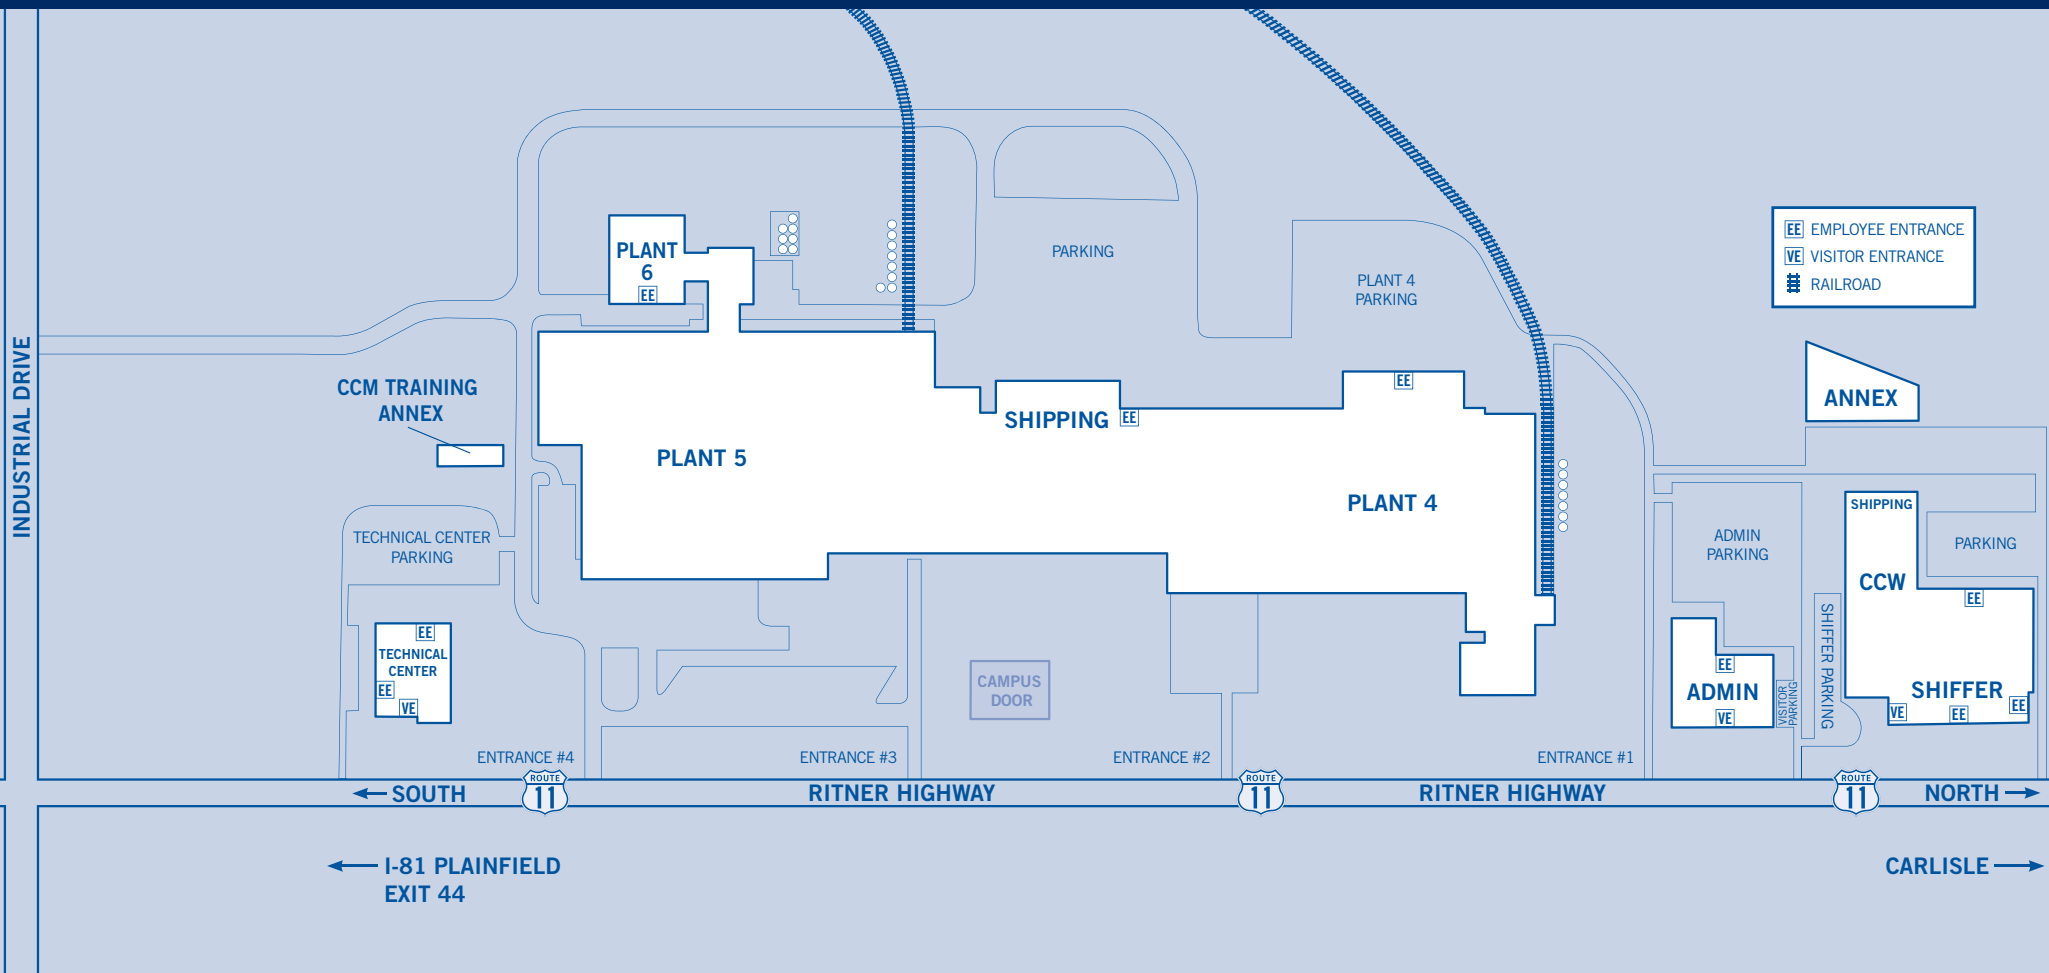 EE EMPLOYEE ENTRANCE
VE VISITOR ENTRANCE
RAILROAD
PLANT
6
EE
PARKING
PLANT 4
PARKING
INDUSTRIAL DRIVE
CCM TRAINING
ANNEX
EE
SHIPPING
EE
ANNEX
PLANT 5
PLANT 4
SHIPPING
TECHNICAL CENTER
PARKING
ADMIN
PARKING
PARKING
CCW
EE
EE
TECHNICAL
CENTER
EE
VE
CAMPUS
DOOR
EE
ADMIN
VE
VISITOR
PARKING
SHIFFER PARKING
SHIFFER
VE
EE
EE
ENTRANCE #4
ENTRANCE #3
ENTRANCE #2
ENTRANCE #1
SOUTH
ROUTE
11
RITNER HIGHWAY
ROUTE
11
RITNER HIGHWAY
ROUTE
11
NORTH
I-81 PLAINFIELD
EXIT 44
CARLISLE